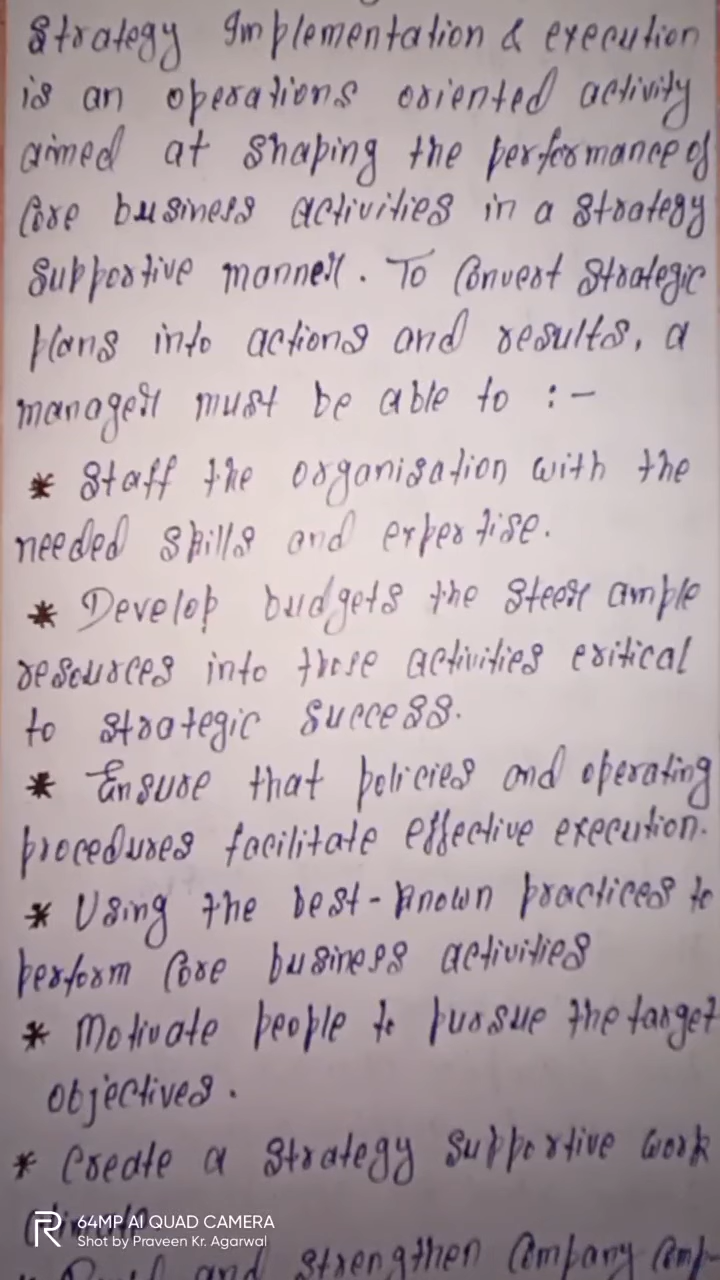 Strategy Implementation & execution
is an operations oriented activity
aimed at shaping the performance of
Core business activities in a strategy
supportive manner. To Convert strategic
plans into actions and results, a
manager must be able to :-
* Staff the organisation with the
needed skills and expertise.
* Develop budgets the steer ample
resources into those activities critical
to strategic success.
* Ensure that policies and operating
procedures facilitate effective execution.
* Using the best-known practices to
perform Core business activities
* Motivate people to pursue the target
objectives.
* Create a strategy supportive work
64MP AI QUAD CAMERA
Shot by Praveen Kr. Agarwal
and strengthen Company Comp-